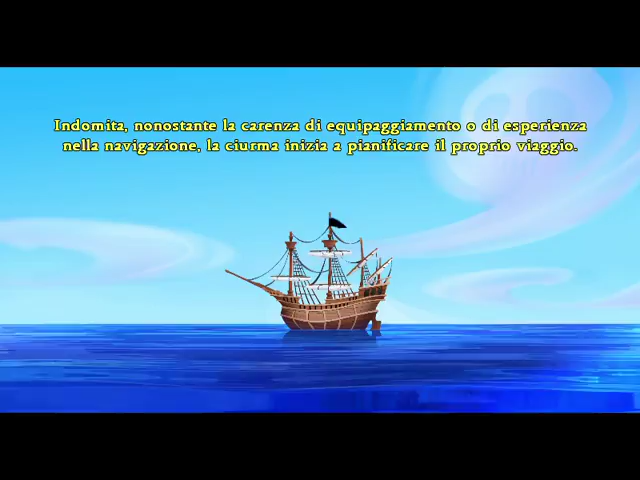 Indomita, nonostante la carenza di equipaggiamento o di esperienza
nella navigazione, la ciurma inizia a pianificare il proprio viaggio.